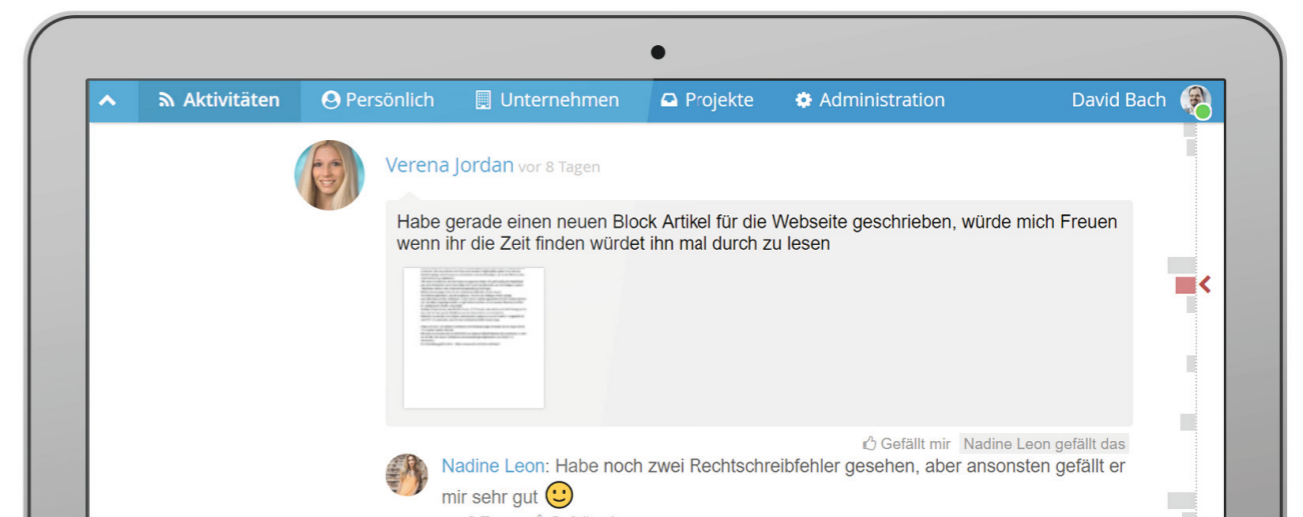 Aktivitäten Persönlich Unternehmen Projekte Administration David Bach
Verena Jordan vor 8 Tagen
Habe gerade einen neuen Block Artikel für die Webseite geschrieben, würde mich Freuen
wenn ihr die Zeit finden würdet ihn mal durch zu lesen
Gefällt mir Nadine Leon gefällt das
Nadine Leon: Habe noch zwei Rechtschreibfehler gesehen, aber ansonsten gefällt er
mir sehr gut 🙂